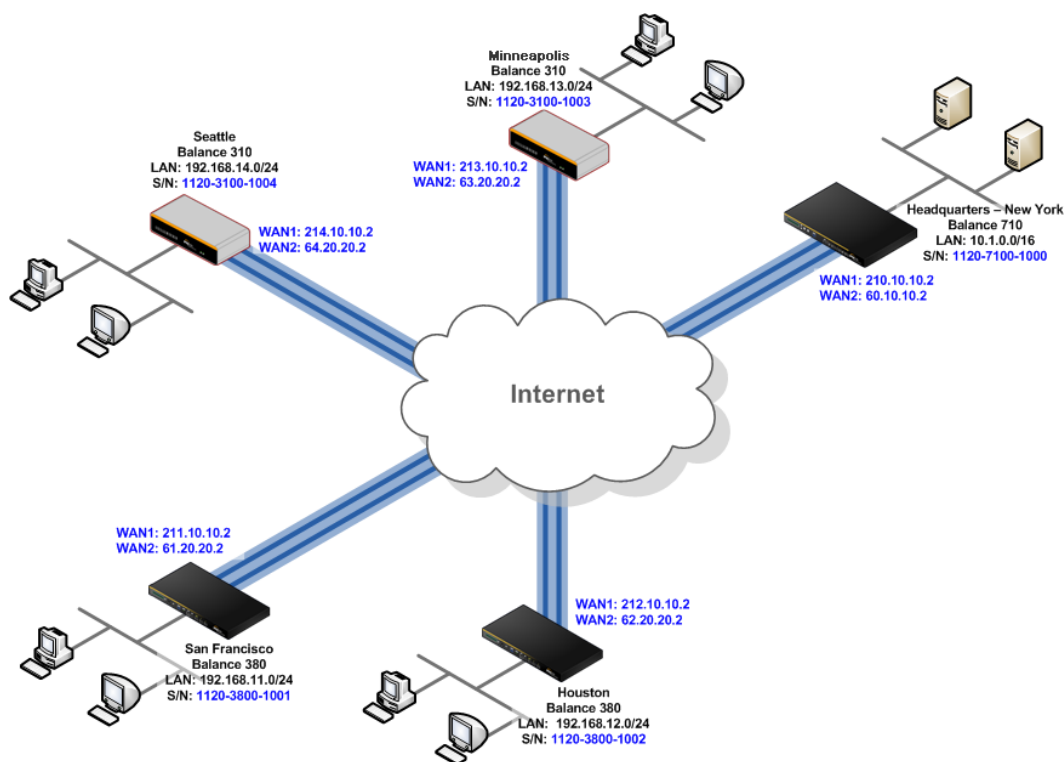 Minneapolis
Balance 310
LAN: 192.168.13.0/24
S/N: 1120-3100-1003
WAN1: 213.10.10.2
WAN2: 63.20.20.2
Seattle
Balance 310
LAN: 192.168.14.0/24
S/N: 1120-3100-1004
WAN1: 214.10.10.2
WAN2: 64.20.20.2
Headquarters – New York
Balance 710
LAN: 10.1.0.0/16
S/N: 1120-7100-1000
WAN1: 210.10.10.2
WAN2: 60.10.10.2
Internet
WAN1: 211.10.10.2
WAN2: 61.20.20.2
San Francisco
Balance 380
LAN: 192.168.11.0/24
S/N: 1120-3800-1001
WAN1: 212.10.10.2
WAN2: 62.20.20.2
Houston
Balance 380
LAN: 192.168.12.0/24
S/N: 1120-3800-1002